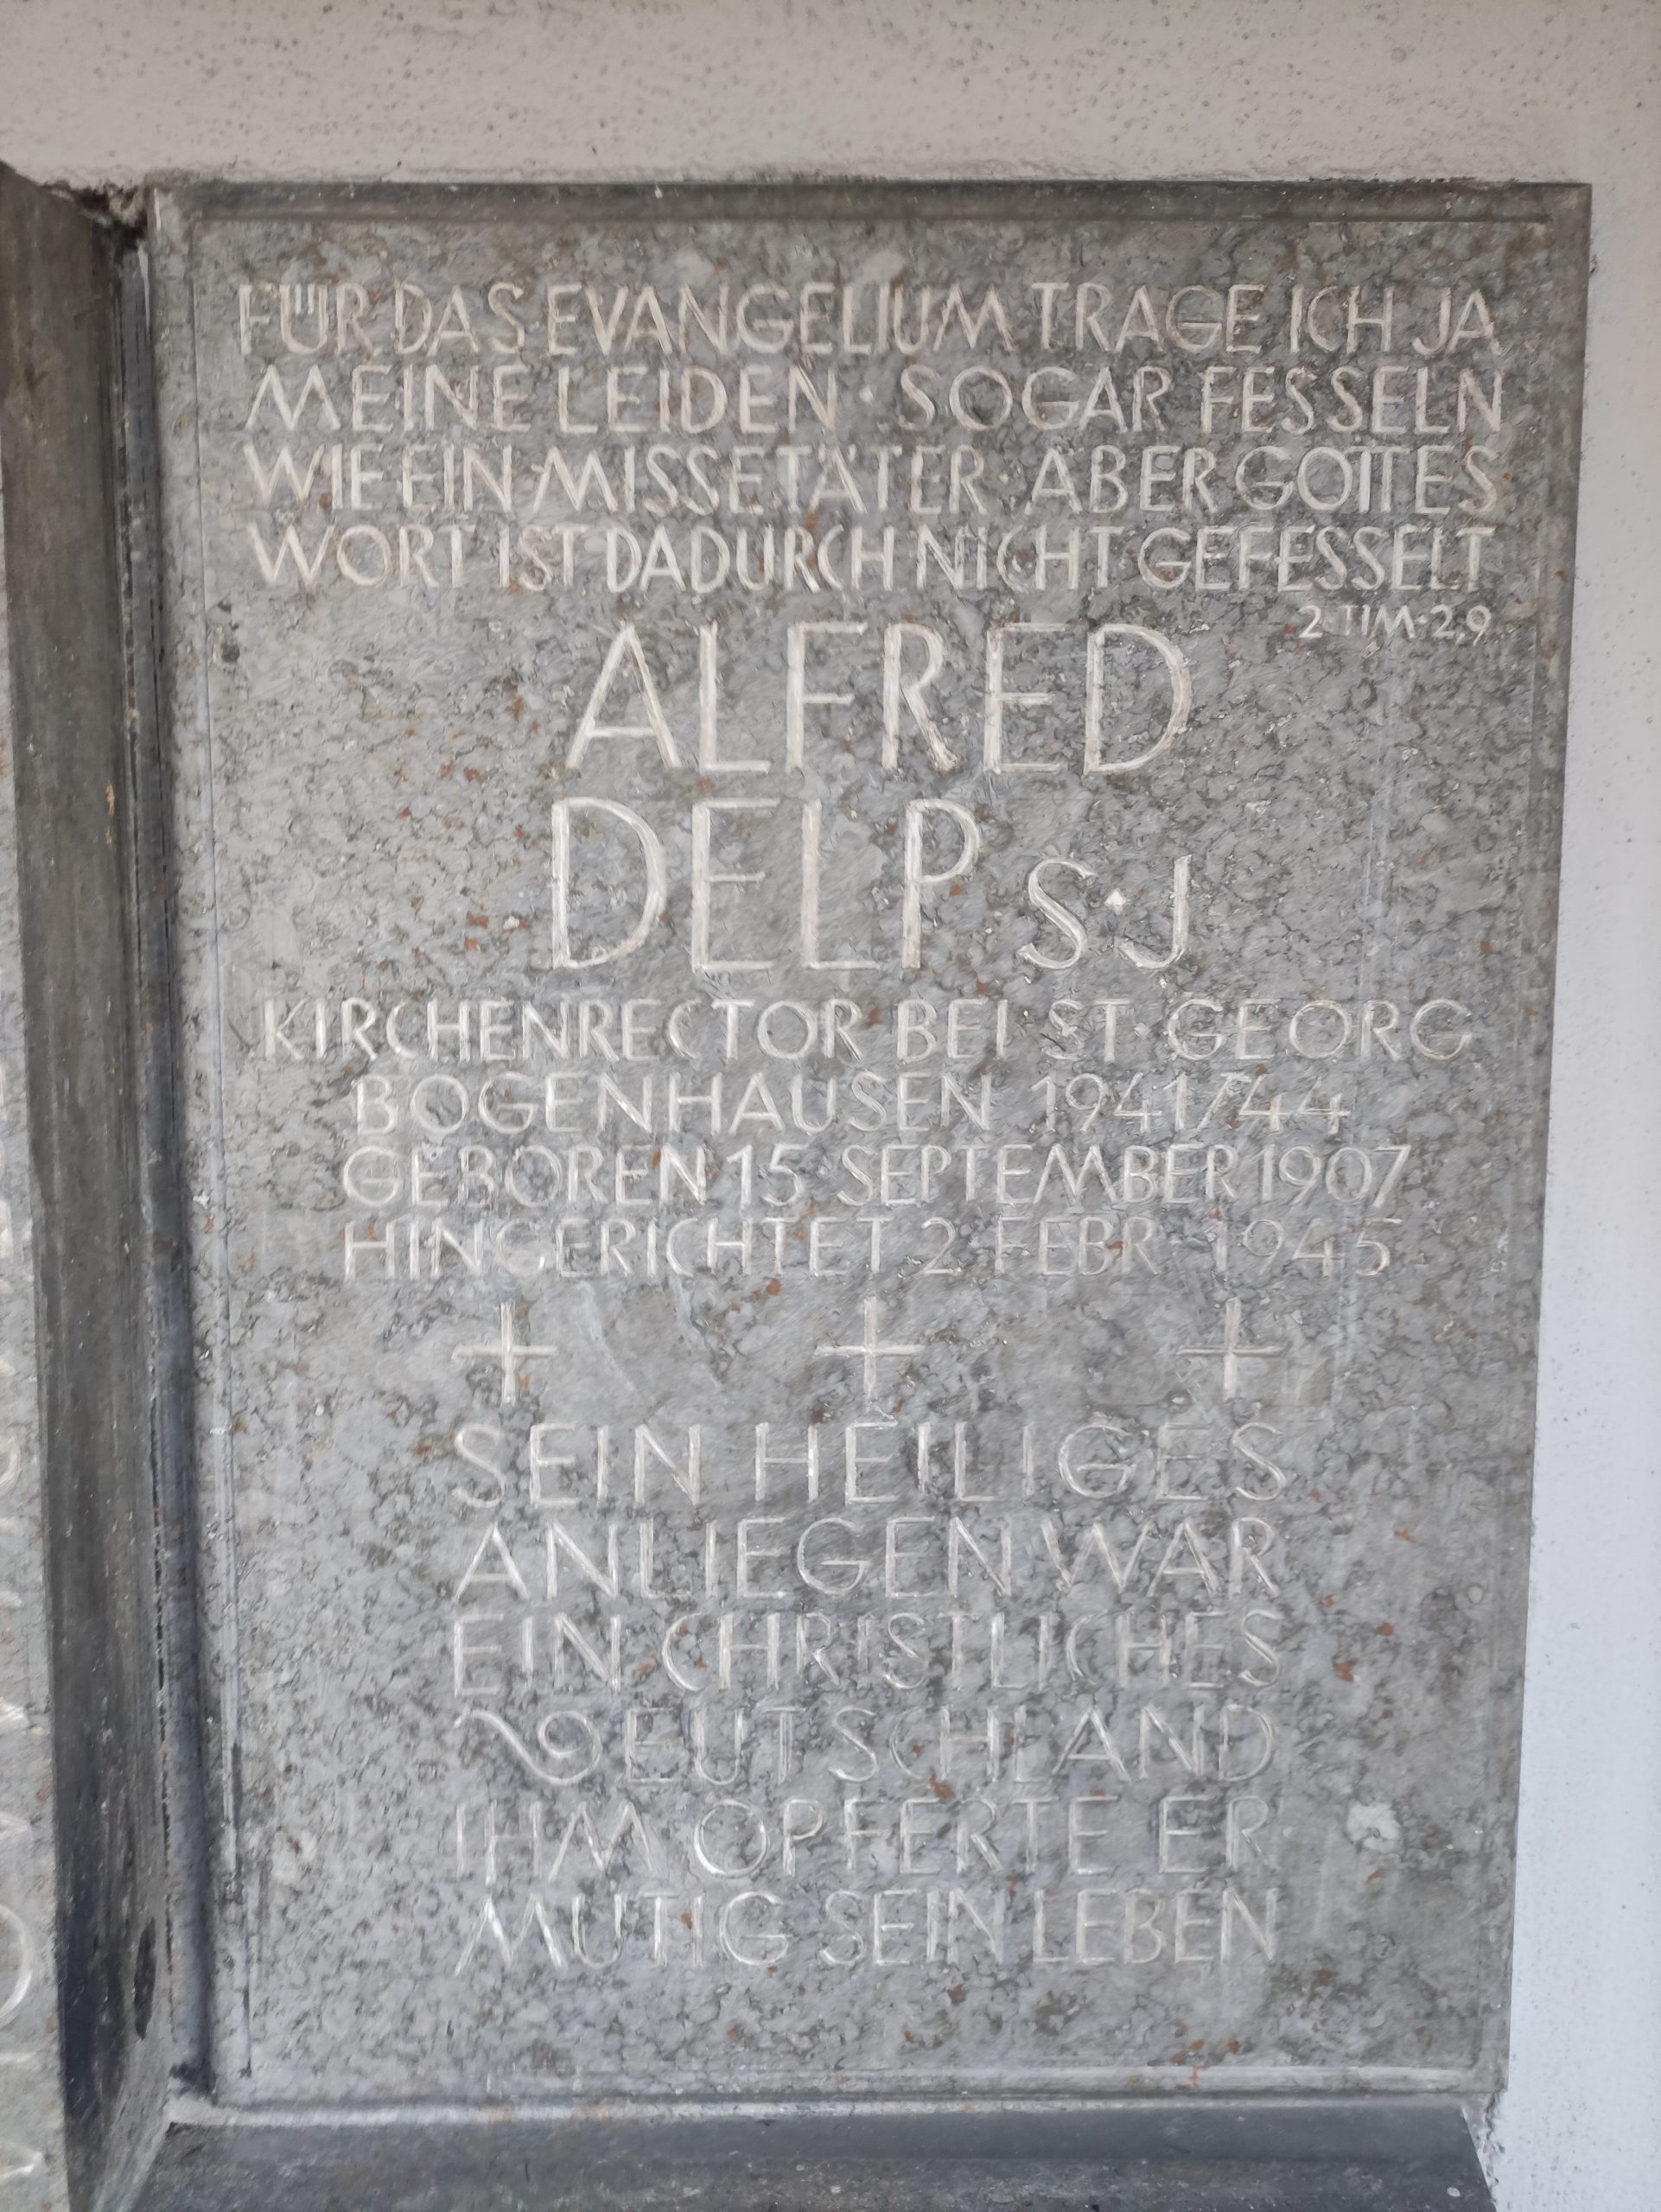 FÜR DAS EVANGELIUM TRAGE ICH JA
MEINE LEIDEN · SOGAR FESSELN
WIE EIN MISSETÄTER · ABER GOTTES
WORT IST DADURCH NICHT GEFESSELT
2 TIM · 2,9
ALFRED
DELP S·J
KIRCHENRECTOR BEI ST · GEORG
BOGENHAUSEN 1941/44
GEBOREN 15 SEPTEMBER 1907
HINGERICHTET 2 · FEBR 1945
SEIN HEILIGES
ANLIEGEN WAR
EIN CHRISTLICHES
DEUTSCHLAND
IHM OPFERTE ER
MUTIG SEIN LEBEN